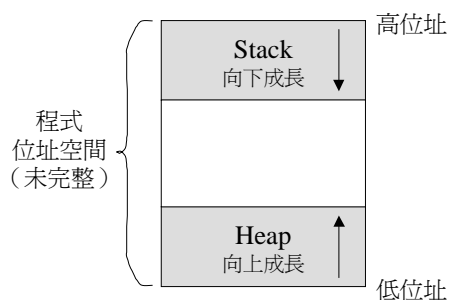 高位址
Stack
向下成長
程式
位址空間
（未完整）
Heap
向上成長
低位址